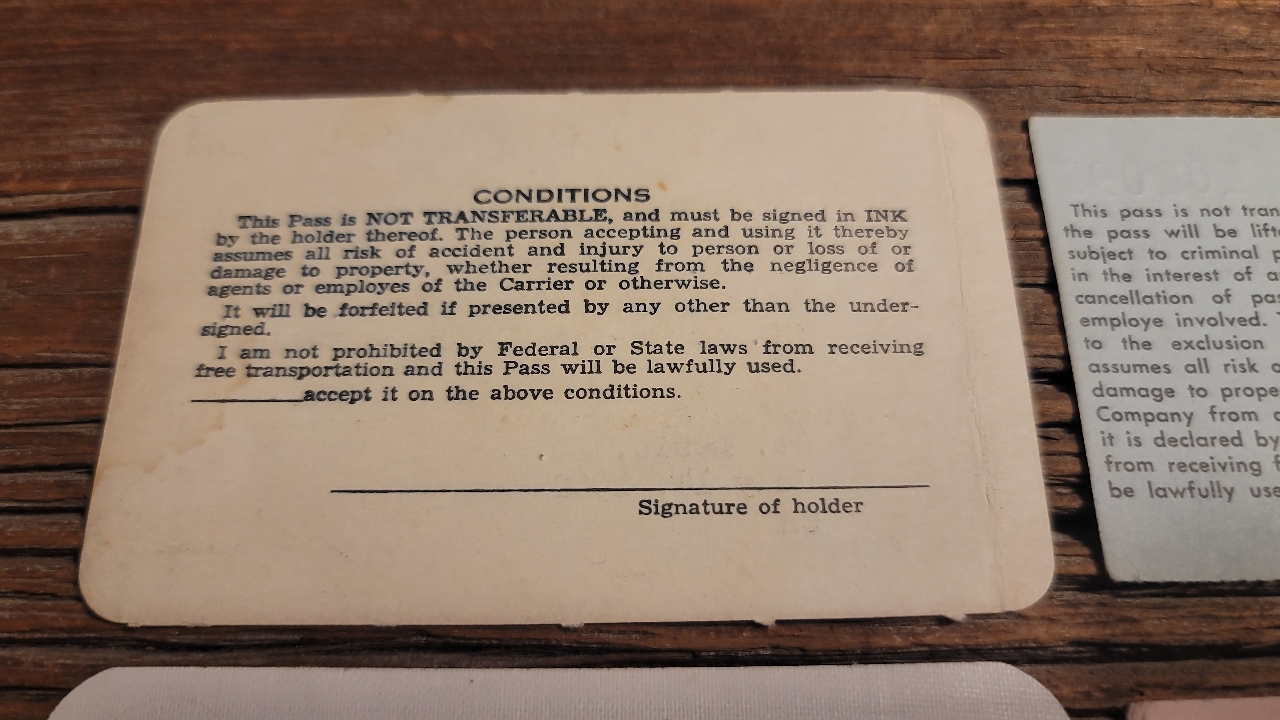 CONDITIONS
This Pass is NOT TRANSFERABLE, and must be signed in INK
by the holder thereof. The person accepting and using it thereby
assumes all risk of accident and injury to person or loss of or
damage to property, whether resulting from the negligence of
agents or employes of the Carrier or otherwise.
It will be forfeited if presented by any other than the under-
signed.
I am not prohibited by Federal or State laws from receiving
free transportation and this Pass will be lawfully used.
________accept it on the above conditions.
Signature of holder
This pass is not tran
the pass will be lift
subject to criminal p
in the interest of a
cancellation of pas
employe involved.
to the exclusion
assumes all risk o
damage to prope
Company from
it is declared by
from receiving f
be lawfully use